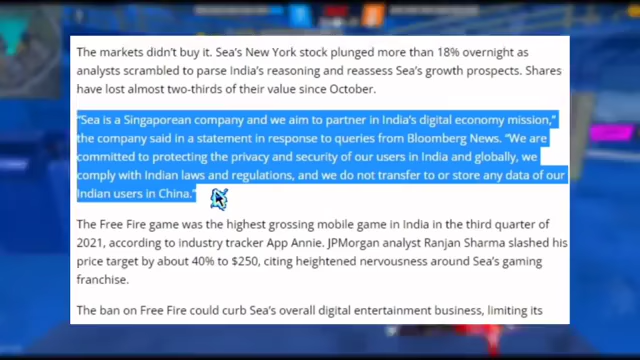 The markets didn't buy it. Sea's New York stock plunged more than 18% overnight as
analysts scrambled to parse India's reasoning and reassess Sea's growth prospects. Shares
have lost almost two-thirds of their value since October.
"Sea is a Singaporean company and we aim to partner in India's digital economy mission,"
the company said in a statement in response to queries from Bloomberg News. "We are
committed to protecting the privacy and security of our users in India and globally, we
comply with Indian laws and regulations, and we do not transfer to or store any data of our
Indian users in China."
The Free Fire game was the highest grossing mobile game in India in the third quarter of
2021, according to industry tracker App Annie. JPMorgan analyst Ranjan Sharma slashed his
price target by about 40% to $250, citing heightened nervousness around Sea's gaming
franchise.
The ban on Free Fire could curb Sea's overall digital entertainment business, limiting its